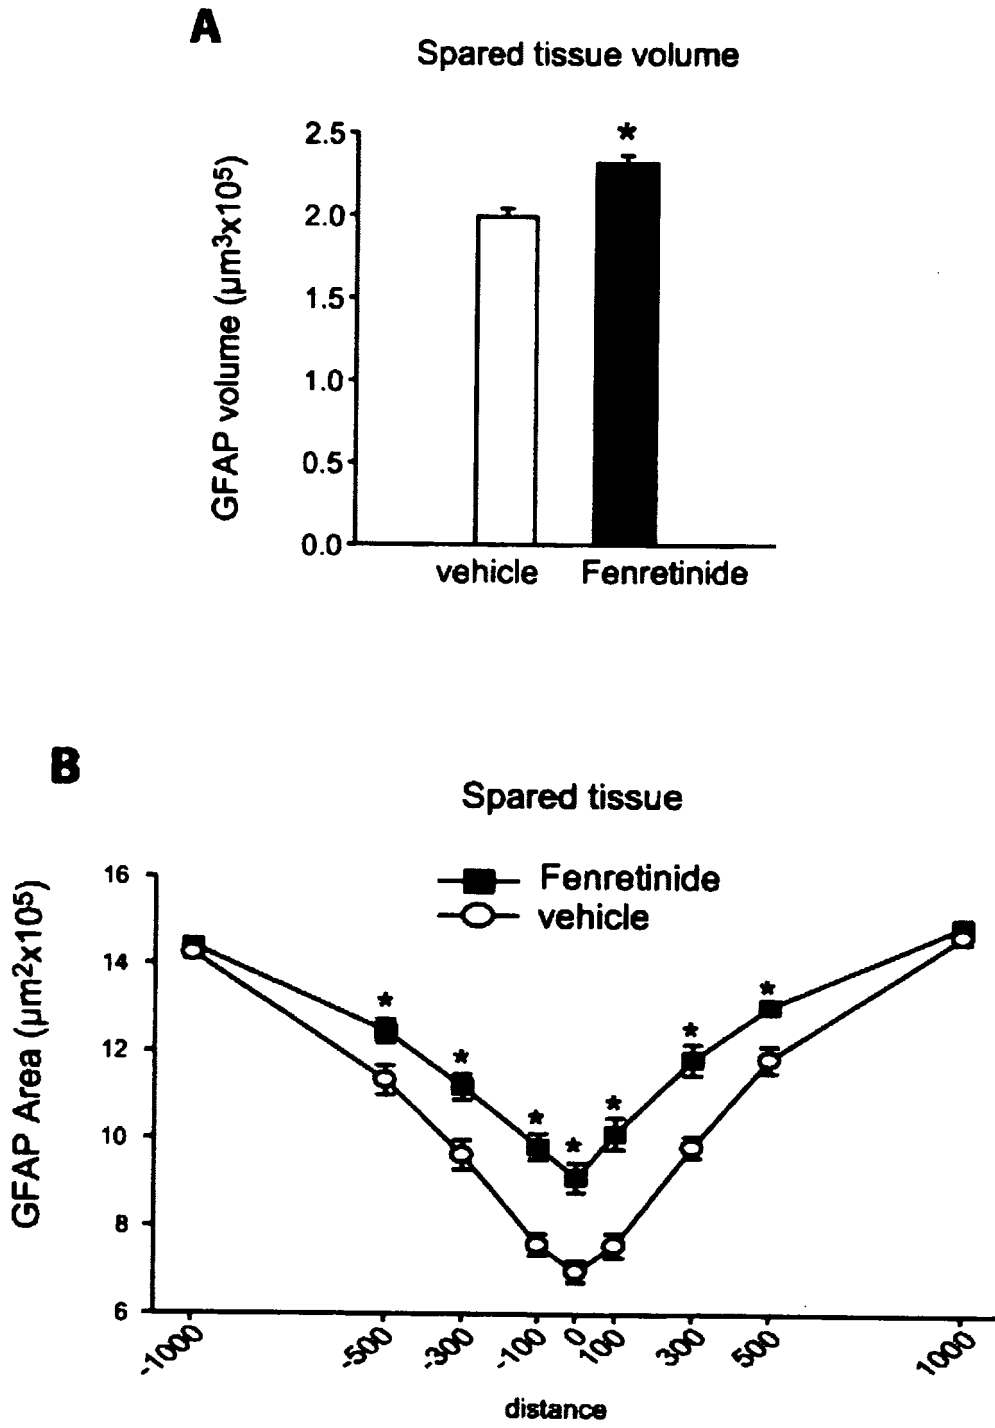 A
Spared tissue volume
*
2.5
2.0
1.5
1.0
0.5
0.0
GFAP volume (µm³x10⁵)
vehicle Fenretinide
B
Spared tissue
Fenretinide
vehicle
16
14
12
10
8
6
GFAP Area (µm²x10⁵)
* * * * * * *
-1000 -500 -300 -100 0 100 300 500 1000
distance